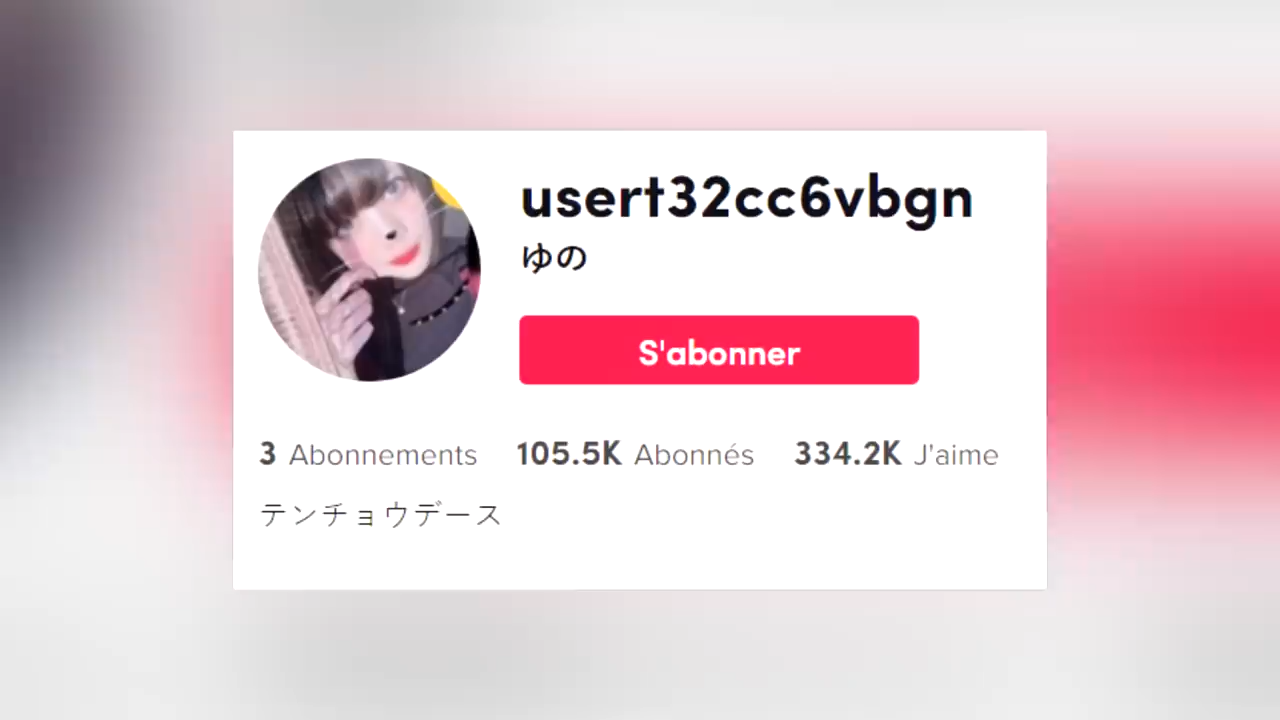 usert32cc6vbgn
ゆの
S'abonner
3 Abonnements 105.5K Abonnés 334.2K J'aime
テンチョウデース